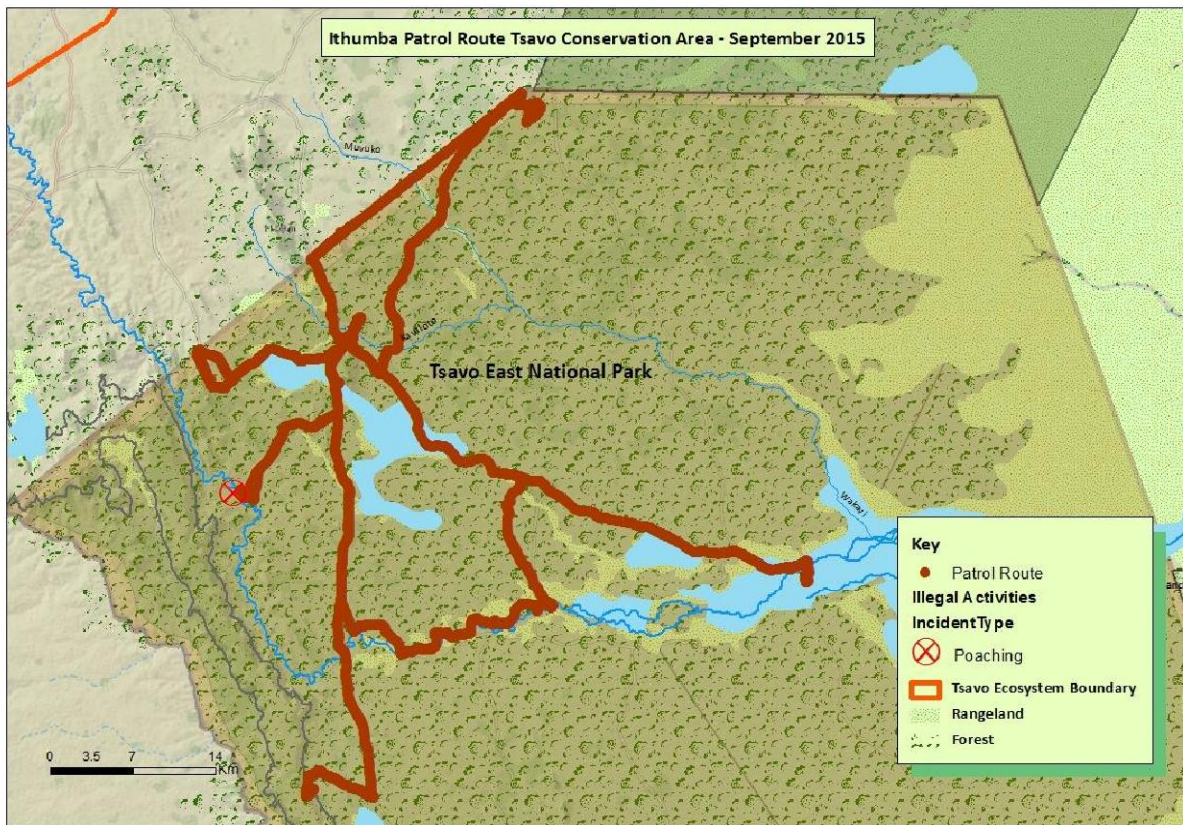 Ithumba Patrol Route Tsavo Conservation Area - September 2015
Muvuko
Tsavo East National Park
Key
Patrol Route
Illegal Activities
IncidentType
Poaching
Tsavo Ecosystem Boundary
Rangeland
Forest
0 3.5 7 14
Km